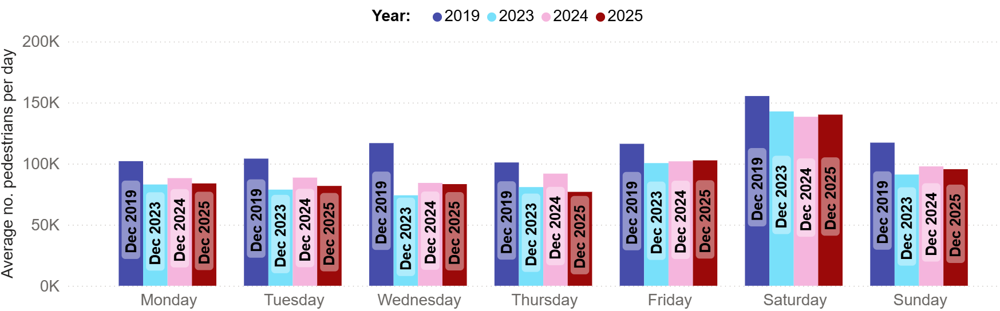 Year: 2019 2023 2024 2025
Average no. pedestrians per day
200K
150K
100K
50K
0K
Dec 2019
Dec 2023
Dec 2024
Dec 2025
Dec 2019
Dec 2023
Dec 2024
Dec 2025
Dec 2019
Dec 2023
Dec 2024
Dec 2025
Dec 2019
Dec 2023
Dec 2024
Dec 2025
Dec 2019
Dec 2023
Dec 2024
Dec 2025
Dec 2019
Dec 2023
Dec 2024
Dec 2025
Dec 2019
Dec 2023
Dec 2024
Dec 2025
Monday Tuesday Wednesday Thursday Friday Saturday Sunday